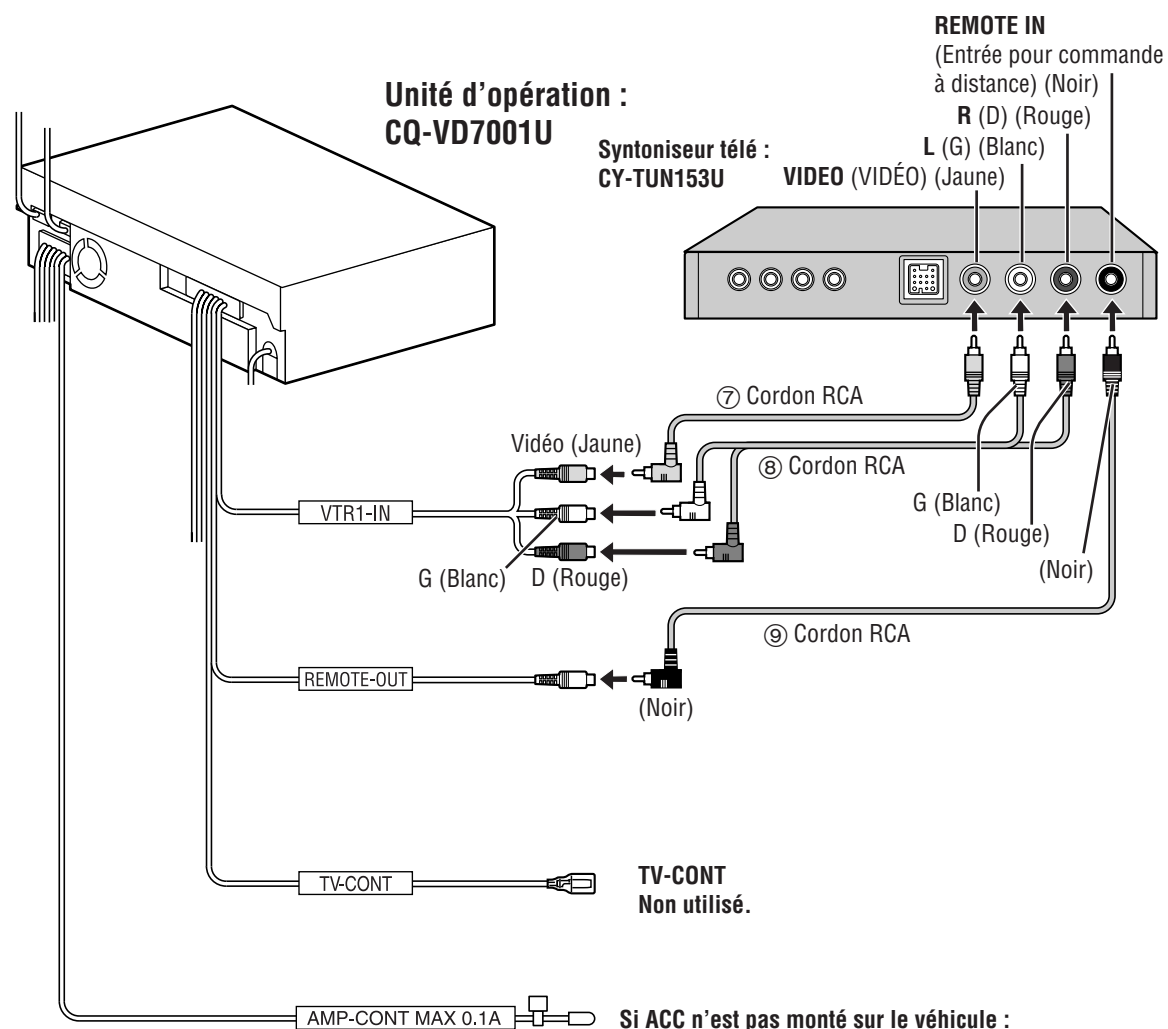 REMOTE IN
(Entrée pour commande
à distance) (Noir)
R (D) (Rouge)
L (G) (Blanc)
VIDEO (VIDÉO) (Jaune)
Unité d’opération :
CQ-VD7001U
Syntoniseur télé :
CY-TUN153U
⑦ Cordon RCA
Vidéo (Jaune)
⑧ Cordon RCA
G (Blanc)
D (Rouge)
(Noir)
VTR1-IN
G (Blanc) D (Rouge)
⑨ Cordon RCA
REMOTE-OUT
(Noir)
TV-CONT
TV-CONT
Non utilisé.
AMP-CONT MAX 0.1A
Si ACC n’est pas monté sur le véhicule :